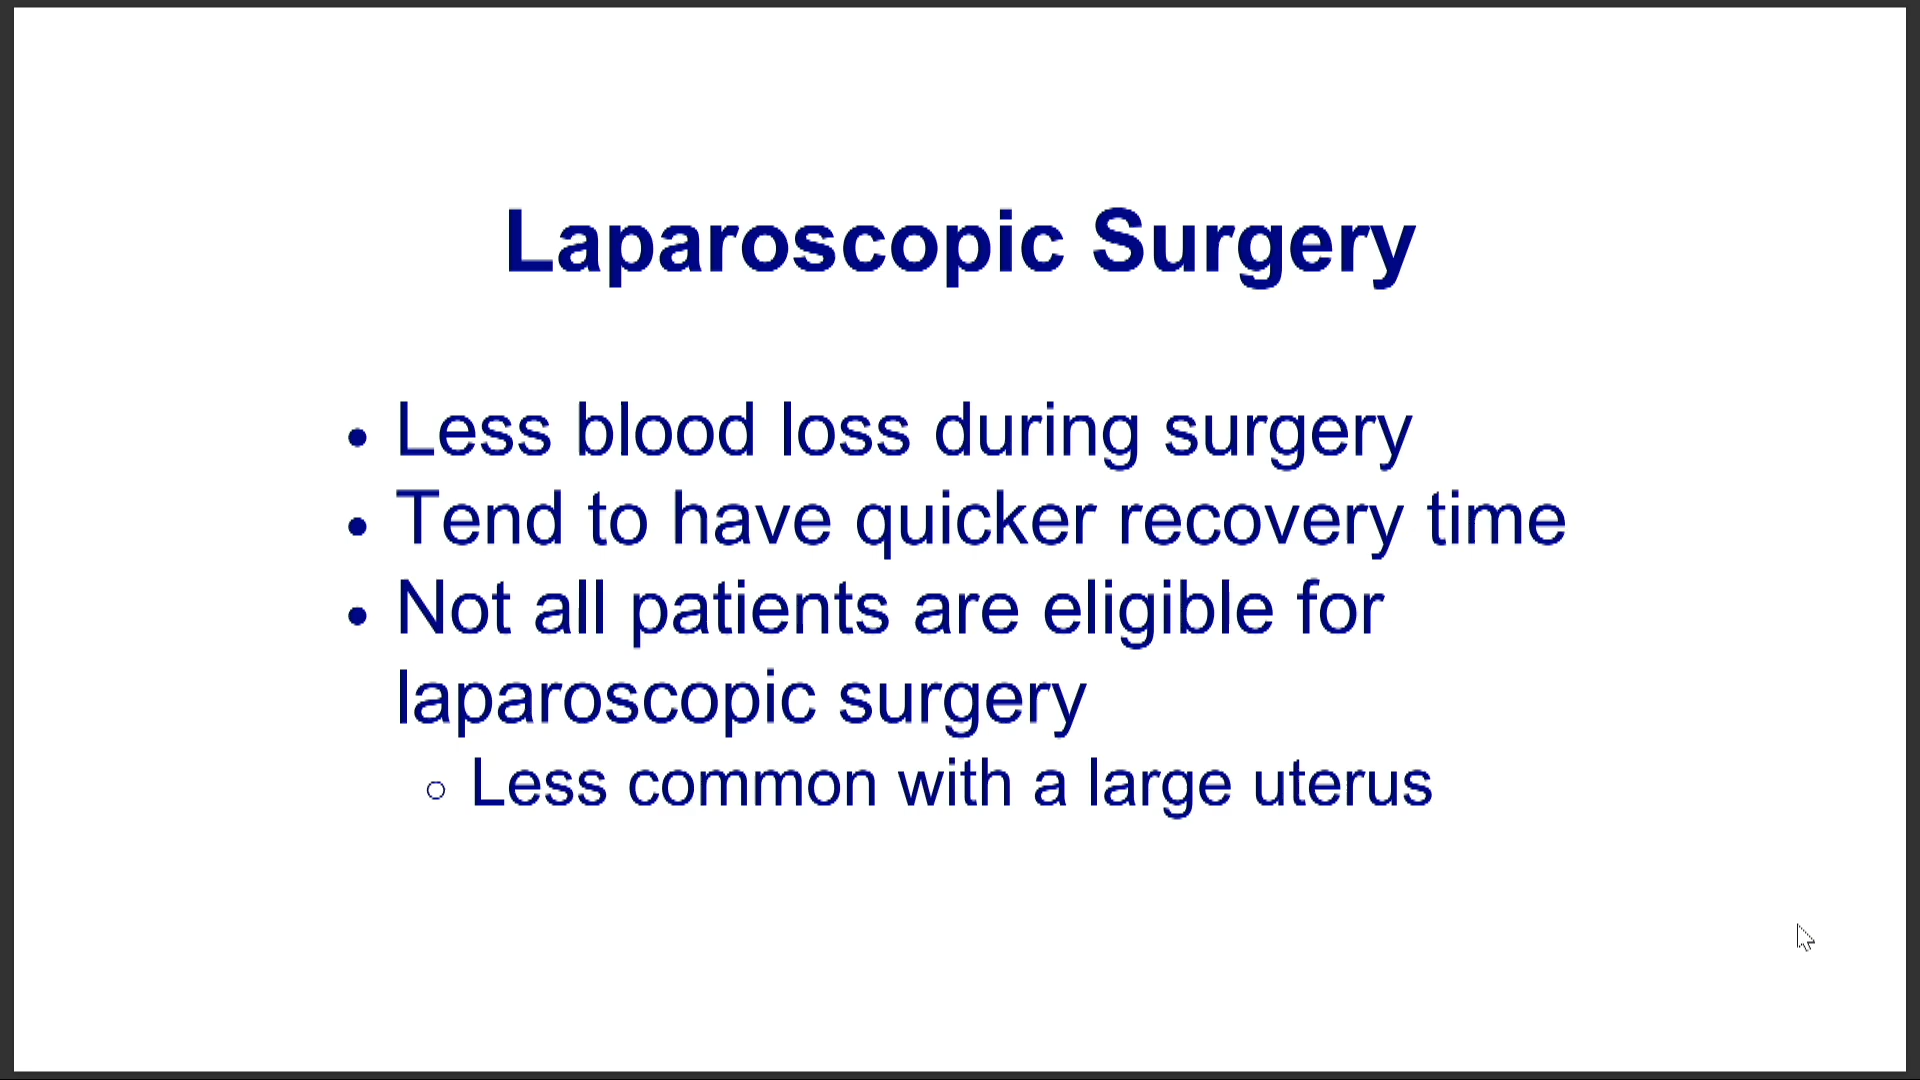 Laparoscopic Surgery
• Less blood loss during surgery
• Tend to have quicker recovery time
• Not all patients are eligible for
laparoscopic surgery
○ Less common with a large uterus